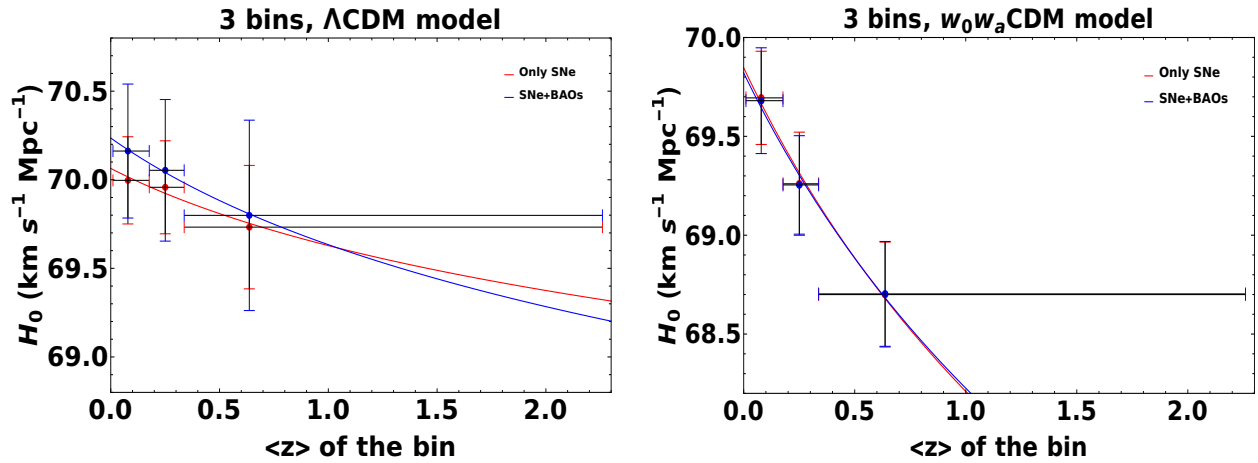 3 bins, ΛCDM model
H₀ (km s⁻¹ Mpc⁻¹)
70.5
70.0
69.5
69.0
Only SNe
SNe+BAOs
0.0 0.5 1.0 1.5 2.0
<z> of the bin
3 bins, w₀wₐCDM model
H₀ (km s⁻¹ Mpc⁻¹)
70.0
69.5
69.0
68.5
Only SNe
SNe+BAOs
0.0 0.5 1.0 1.5 2.0
<z> of the bin